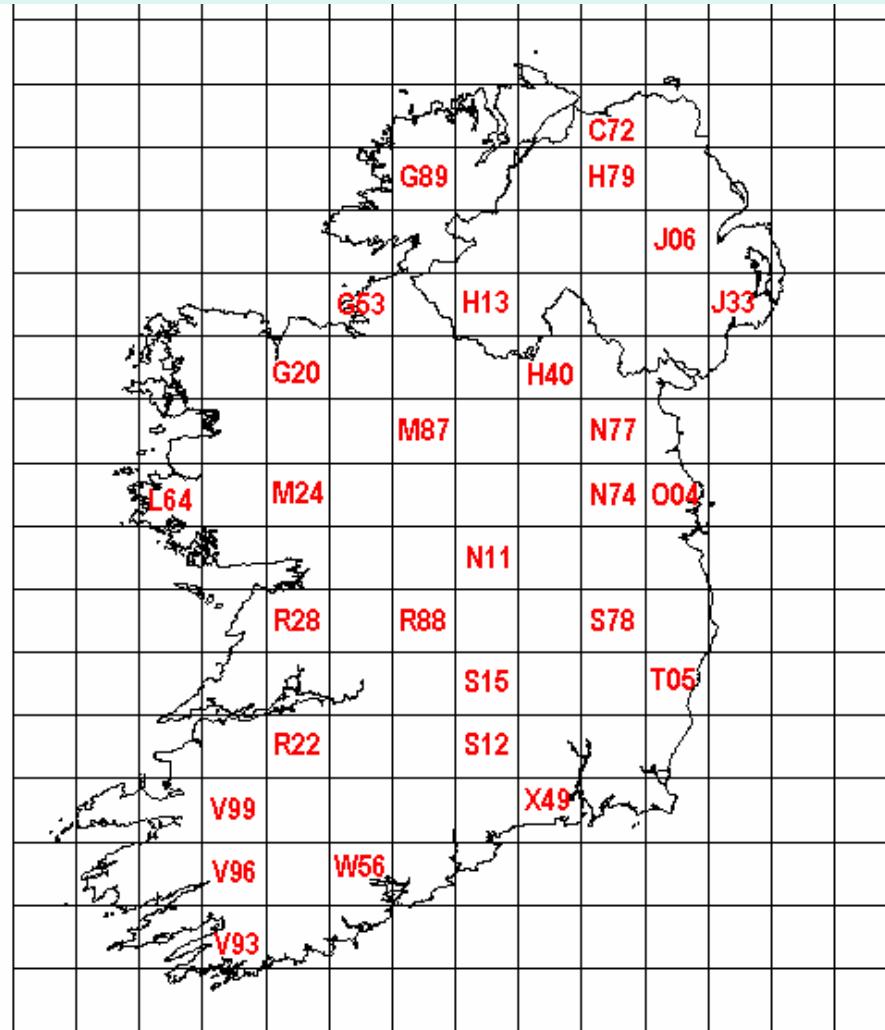 C72
G89 H79
J06
G53 H13 J33
G20 H40
M87 N77
L64 M24 N74 O04
N11
R28 R88 S78
S15 T05
R22 S12
V99 X49
V96 W56
V93